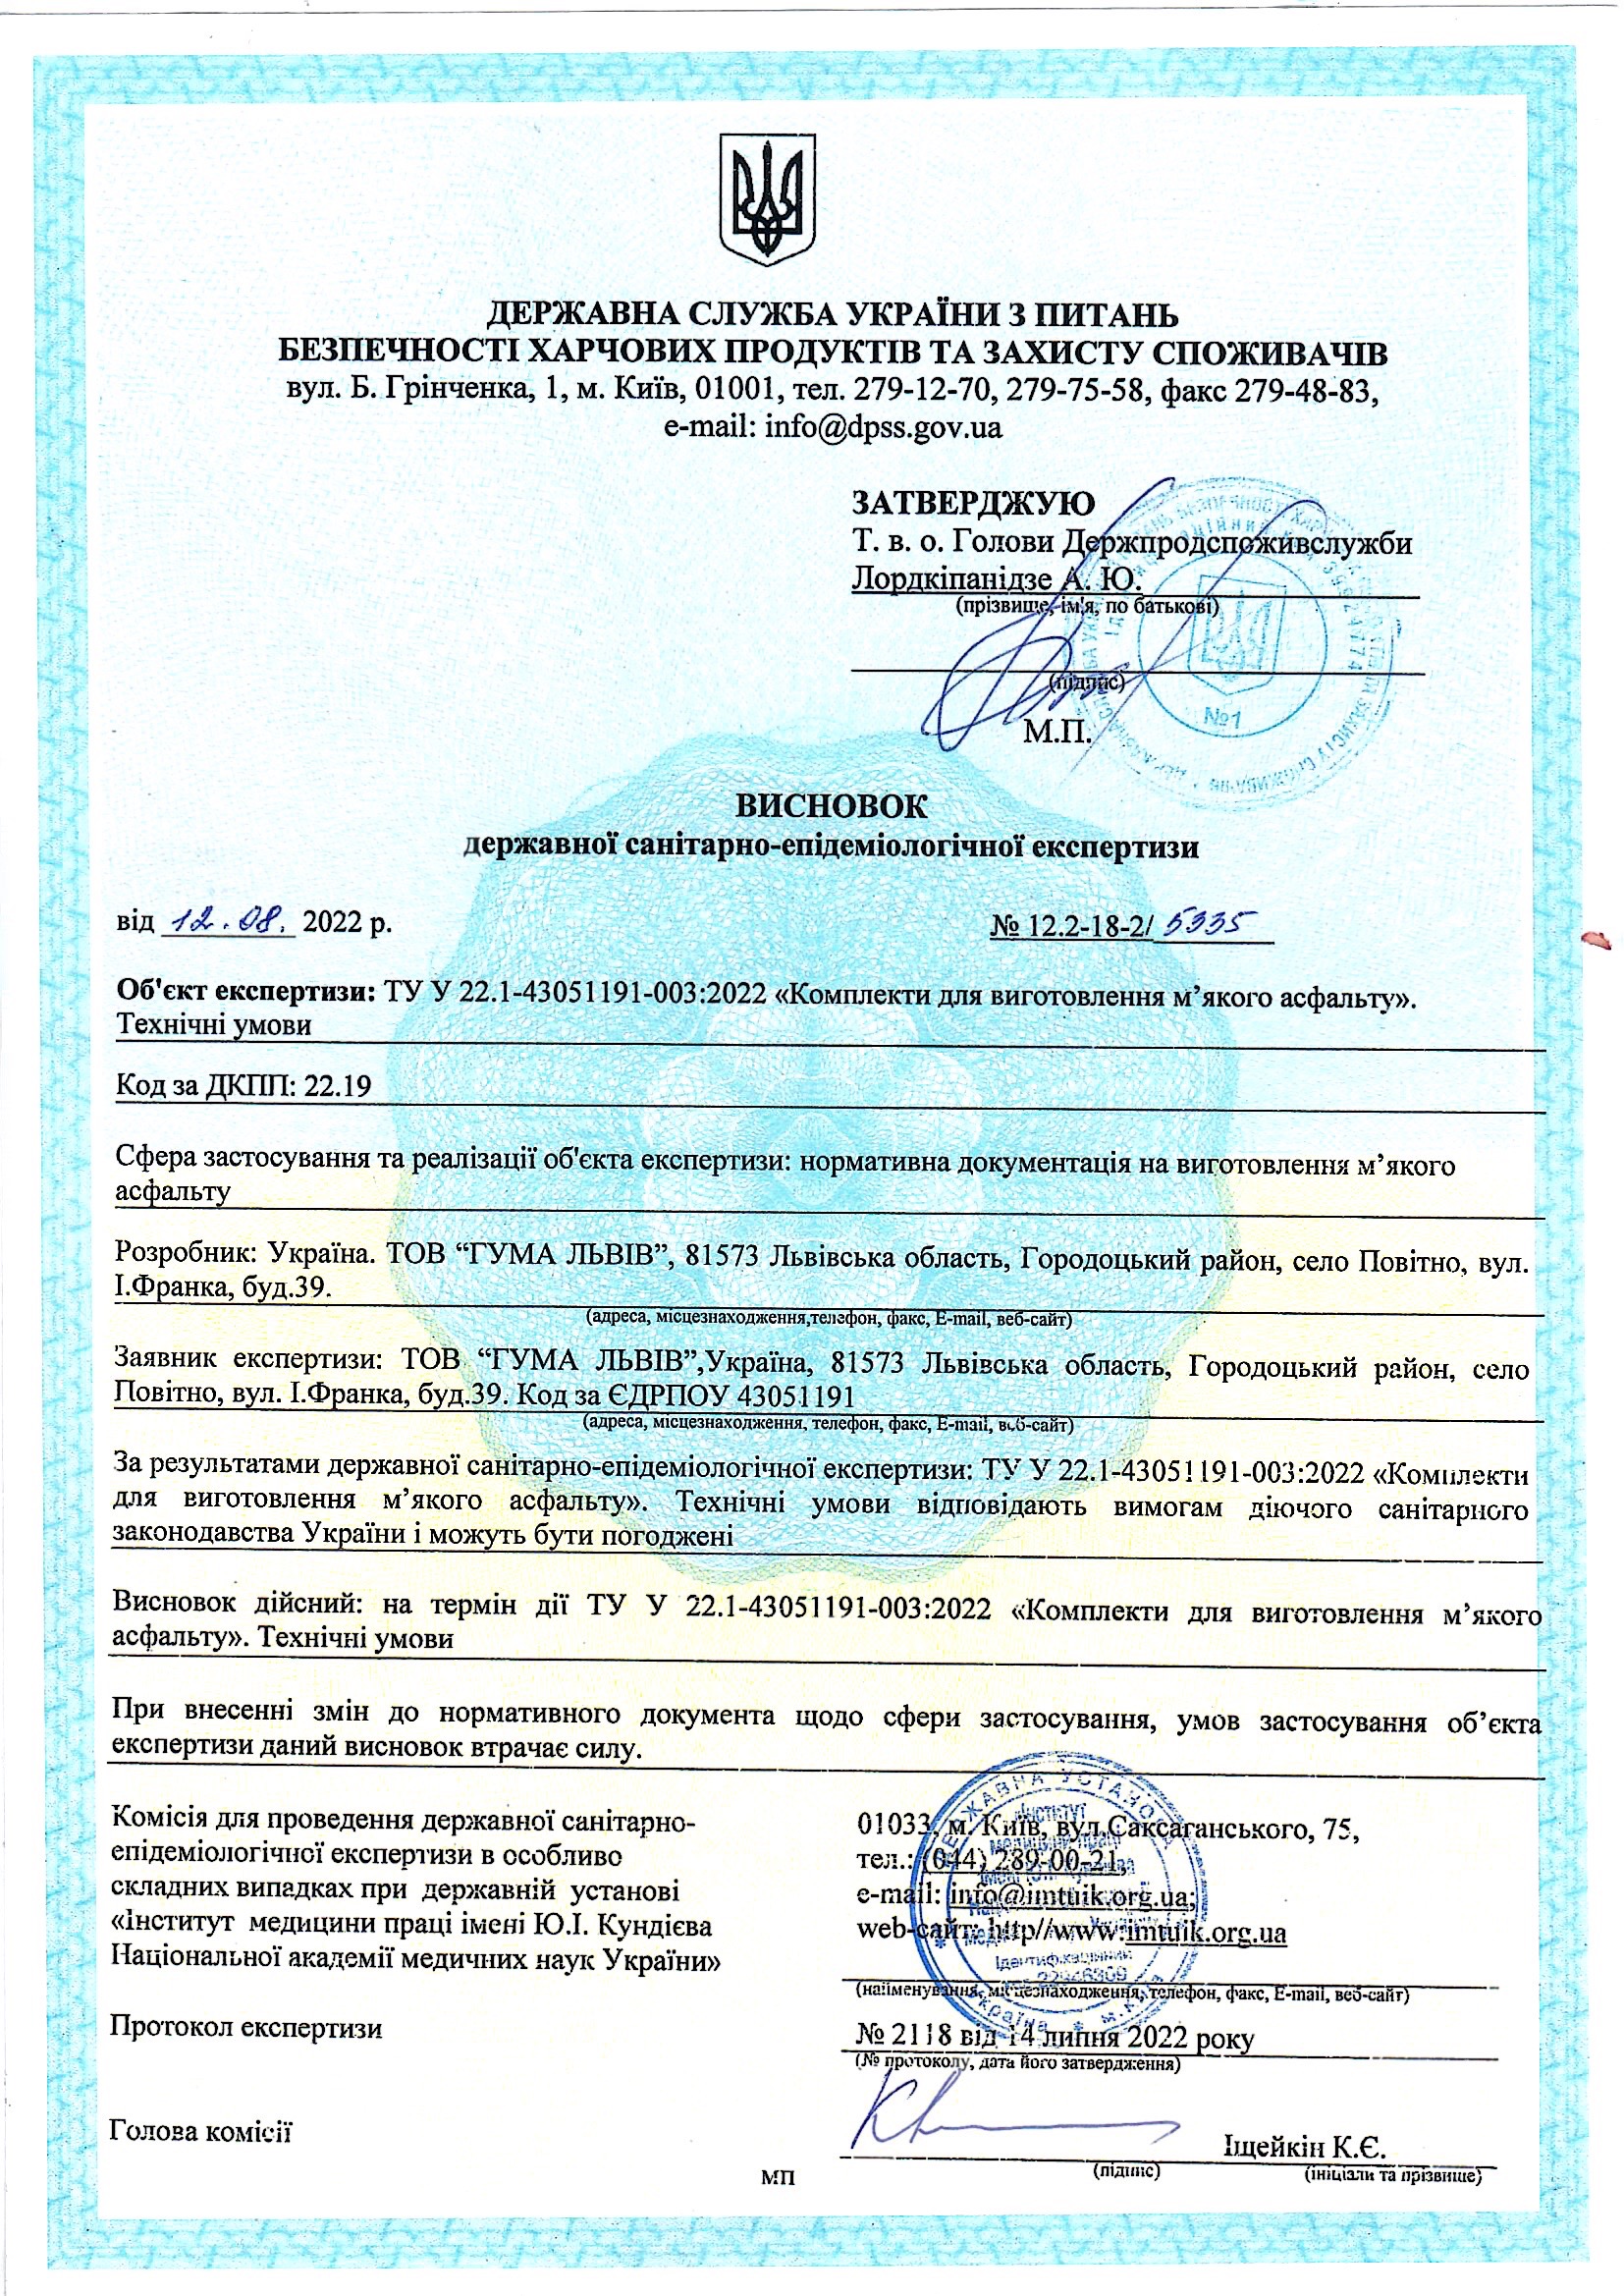 ДЕРЖАВНА СЛУЖБА УКРАЇНИ З ПИТАНЬ
БЕЗПЕЧНОСТІ ХАРЧОВИХ ПРОДУКТІВ ТА ЗАХИСТУ СПОЖИВАЧІВ
вул. Б. Грінченка, 1, м. Київ, 01001, тел. 279-12-70, 279-75-58, факс 279-48-83,
e-mail: info@dpss.gov.ua
ЗАТВЕРДЖУЮ
Т. в. о. Голови Держпродспоживслужби
Лордкіпанідзе А. Ю.
(прізвище, ім'я, по батькові)
(підпис)
М.П.
№1
ВИСНОВОК
державної санітарно-епідеміологічної експертизи
від 12.08. 2022 р.
№ 12.2-18-2/ 5335
Об'єкт експертизи: ТУ У 22.1-43051191-003:2022 «Комплекти для виготовлення м’якого асфальту».
Технічні умови
Код за ДКПП: 22.19
Сфера застосування та реалізації об'єкта експертизи: нормативна документація на виготовлення м’якого
асфальту
Розробник: Україна. ТОВ “ГУМА ЛЬВІВ”, 81573 Львівська область, Городоцький район, село Повітно, вул.
І.Франка, буд.39.
(адреса, місцезнаходження,телефон, факс, E-mail, веб-сайт)
Заявник експертизи: ТОВ “ГУМА ЛЬВІВ”,Україна, 81573 Львівська область, Городоцький район, село
Повітно, вул. І.Франка, буд.39. Код за ЄДРПОУ 43051191
(адреса, місцезнаходження, телефон, факс, E-mail, веб-сайт)
За результатами державної санітарно-епідеміологічної експертизи: ТУ У 22.1-43051191-003:2022 «Комплекти
для виготовлення м’якого асфальту». Технічні умови відповідають вимогам діючого санітарного
законодавства України і можуть бути погоджені
Висновок дійсний: на термін дії ТУ У 22.1-43051191-003:2022 «Комплекти для виготовлення м’якого
асфальту». Технічні умови
При внесенні змін до нормативного документа щодо сфери застосування, умов застосування об’єкта
експертизи даний висновок втрачає силу.
Комісія для проведення державної санітарно-
епідеміологічної експертизи в особливо
складних випадках при державній установі
«Інститут медицини праці імені Ю.І. Кундієва
Національної академії медичних наук України»
01033, м. Київ, вул.Саксаганського, 75,
тел.: (044) 289-00-21,
e-mail: info@imtuik.org.ua;
web-сайт: http//www.imtuik.org.ua
(найменування, місцезнаходження, телефон, факс, E-mail, веб-сайт)
Протокол експертизи
№ 2118 від 14 липня 2022 року
(№ протоколу, дата його затвердження)
Голова комісії
Іщейкін К.Є.
(підпис)
(ініціали та прізвище)
МП